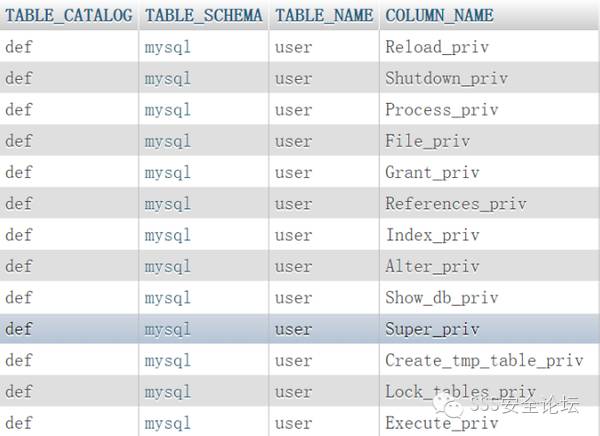 TABLE_CATALOG TABLE_SCHEMA TABLE_NAME COLUMN_NAME
def mysql user Reload_priv
def mysql user Shutdown_priv
def mysql user Process_priv
def mysql user File_priv
def mysql user Grant_priv
def mysql user References_priv
def mysql user Index_priv
def mysql user Alter_priv
def mysql user Show_db_priv
def mysql user Super_priv
def mysql user Create_tmp_table_priv
def mysql user Lock_tables_priv
SSS安全论坛
def mysql user Execute_priv